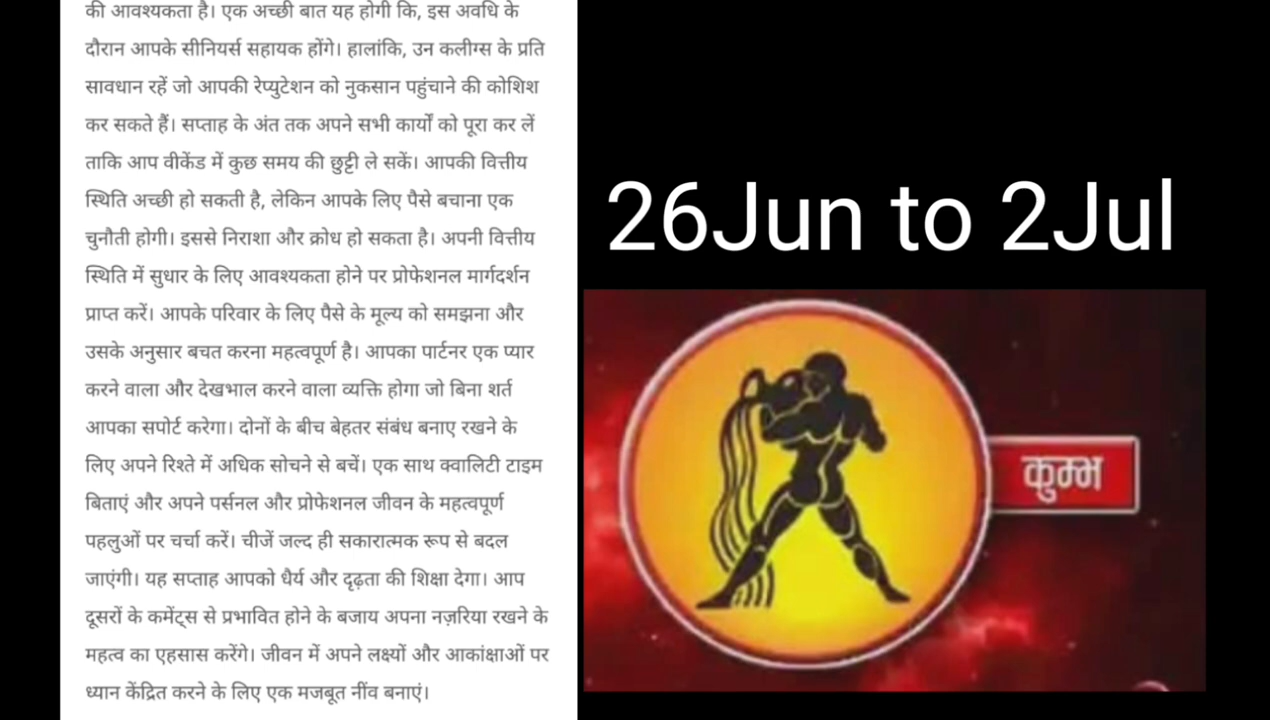 की आवश्यकता है। एक अच्छी बात यह होगी कि, इस अवधि के
दौरान आपके सीनियर्स सहायक होंगे। हालांकि, उन कलीग्स के प्रति
सावधान रहें जो आपकी रेप्युटेशन को नुकसान पहुंचाने की कोशिश
कर सकते हैं। सप्ताह के अंत तक अपने सभी कार्यों को पूरा कर लें
ताकि आप वीकेंड में कुछ समय की छुट्टी ले सकें। आपकी वित्तीय
स्थिति अच्छी हो सकती है, लेकिन आपके लिए पैसे बचाना एक
चुनौती होगी। इससे निराशा और क्रोध हो सकता है। अपनी वित्तीय
स्थिति में सुधार के लिए आवश्यकता होने पर प्रोफेशनल मार्गदर्शन
प्राप्त करें। आपके परिवार के लिए पैसे के मूल्य को समझना और
उसके अनुसार बचत करना महत्वपूर्ण है। आपका पार्टनर एक प्यार
करने वाला और देखभाल करने वाला व्यक्ति होगा जो बिना शर्त
आपका सपोर्ट करेगा। दोनों के बीच बेहतर संबंध बनाए रखने के
लिए अपने रिश्ते में अधिक सोचने से बचें। एक साथ क्वालिटी टाइम
बिताएं और अपने पर्सनल और प्रोफेशनल जीवन के महत्वपूर्ण
पहलुओं पर चर्चा करें। चीजें जल्द ही सकारात्मक रूप से बदल
जाएंगी। यह सप्ताह आपको धैर्य और दृढ़ता की शिक्षा देगा। आप
दूसरों के कमेंट्स से प्रभावित होने के बजाय अपना नज़रिया रखने के
महत्व का एहसास करेंगे। जीवन में अपने लक्ष्यों और आकांक्षाओं पर
ध्यान केंद्रित करने के लिए एक मजबूत नींव बनाएं।
26Jun to 2Jul
कुम्भ